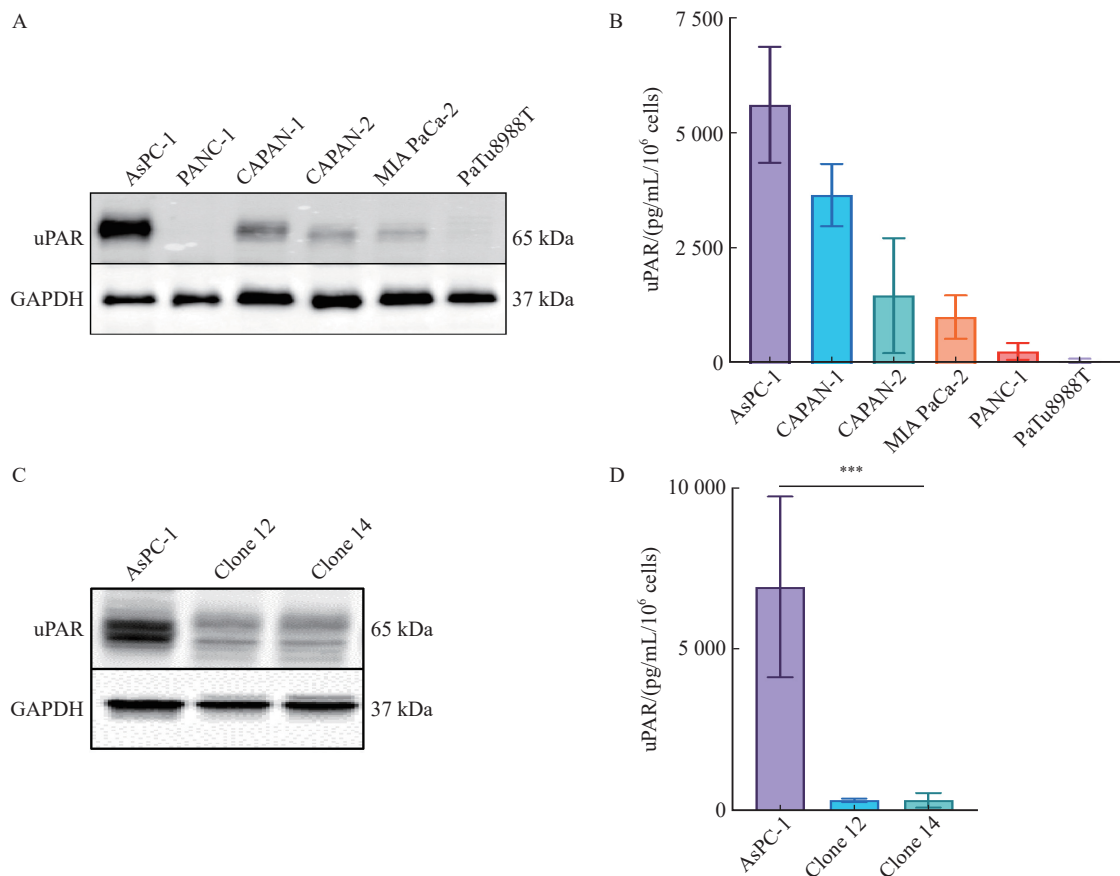 A
AsPC-1
PANC-1
CAPAN-1
CAPAN-2
MIA PaCa-2
PaTu8988T
uPAR
65 kDa
GAPDH
37 kDa
B
uPAR/(pg/mL/10⁶ cells)
7 500
5 000
2 500
0
AsPC-1
CAPAN-1
CAPAN-2
MIA PaCa-2
PANC-1
PaTu8988T
C
AsPC-1
Clone 12
Clone 14
uPAR
65 kDa
GAPDH
37 kDa
D
***
uPAR/(pg/mL/10⁶ cells)
10 000
5 000
0
AsPC-1
Clone 12
Clone 14